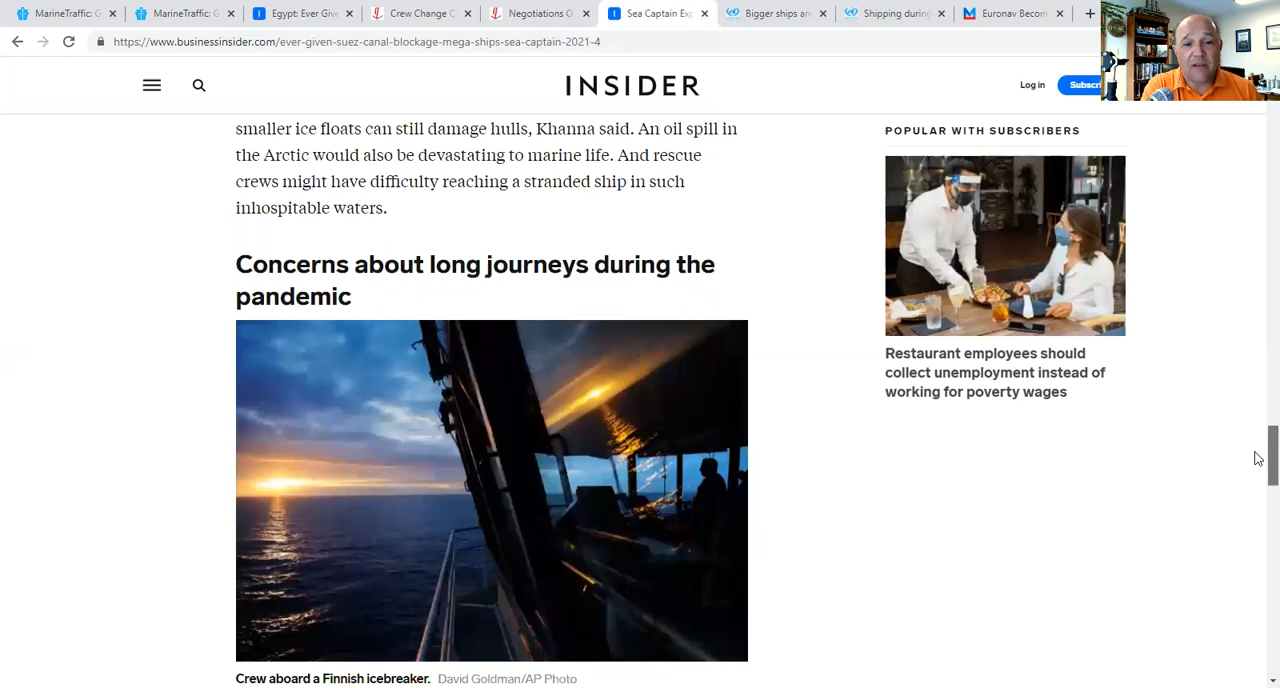 MarineTraffic: G
MarineTraffic: G
Egypt: Ever Give
Crew Change C
Negotiations O
Sea Captain Exp
Bigger ships an
Shipping during
Euronav Becom
https://www.businessinsider.com/ever-given-suez-canal-blockage-mega-ships-sea-captain-2021-4
INSIDER
Log in
Subscri
smaller ice floats can still damage hulls, Khanna said. An oil spill in
the Arctic would also be devastating to marine life. And rescue
crews might have difficulty reaching a stranded ship in such
inhospitable waters.
Concerns about long journeys during the
pandemic
Crew aboard a Finnish icebreaker. David Goldman/AP Photo
POPULAR WITH SUBSCRIBERS
Restaurant employees should
collect unemployment instead of
working for poverty wages